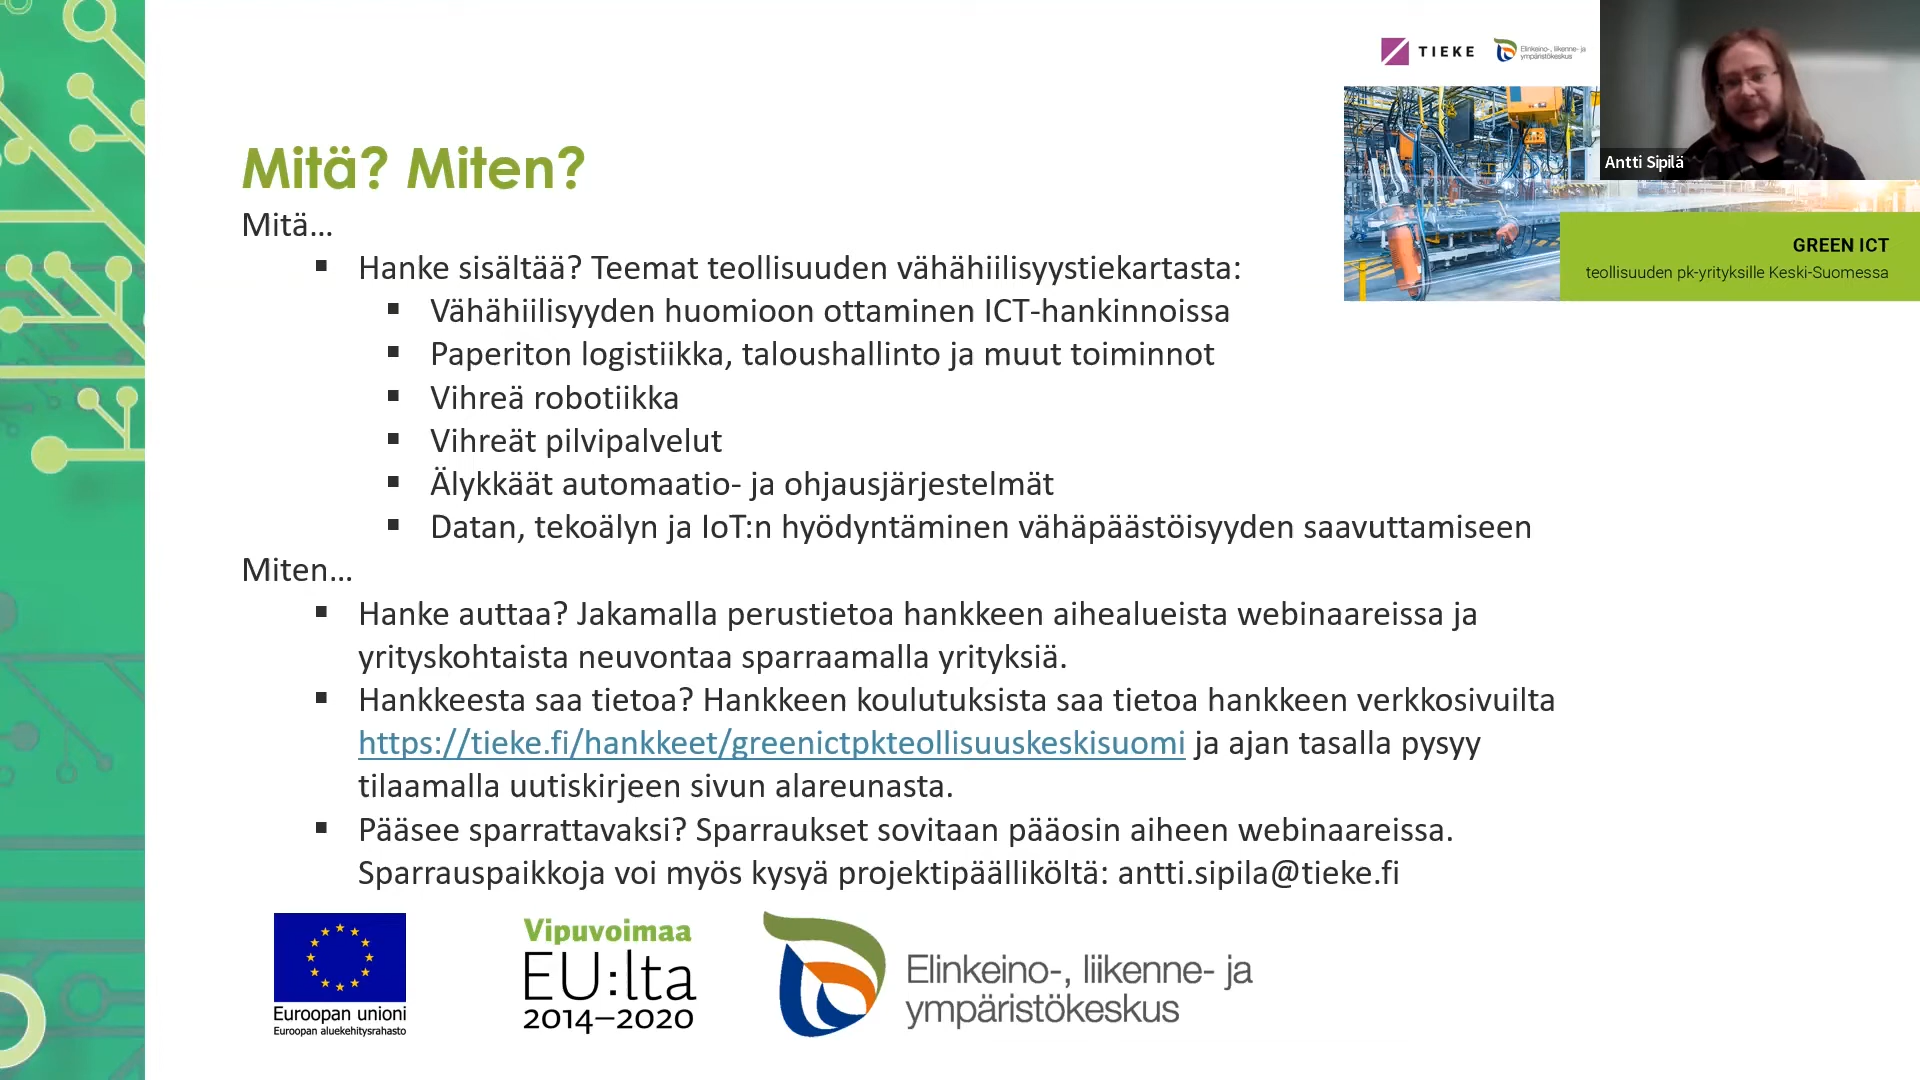 TIEKE
Elinkeino-, liikenne- ja
ympäristökeskus
Antti Sipilä
GREEN ICT
teollisuuden pk-yrityksille Keski-Suomessa
Mitä? Miten?
Mitä...
Hanke sisältää? Teemat teollisuuden vähähiilisyystiekartasta:
Vähähiilisyyden huomioon ottaminen ICT-hankinnoissa
Paperiton logistiikka, taloushallinto ja muut toiminnot
Vihreä robotiikka
Vihreät pilvipalvelut
Älykkäät automaatio- ja ohjausjärjestelmät
Datan, tekoälyn ja IoT:n hyödyntäminen vähäpäästöisyyden saavuttamiseen
Miten...
Hanke auttaa? Jakamalla perustietoa hankkeen aihealueista webinaareissa ja
yrityskohtaista neuvontaa sparraamalla yrityksiä.
Hankkeesta saa tietoa? Hankkeen koulutuksista saa tietoa hankkeen verkkosivuilta
https://tieke.fi/hankkeet/greenictpkteollisuuskeskisuomi ja ajan tasalla pysyy
tilaamalla uutiskirjeen sivun alareunasta.
Pääsee sparrattavaksi? Sparraukset sovitaan pääosin aiheen webinaareissa.
Sparrauspaikkoja voi myös kysyä projektipäälliköltä: antti.sipila@tieke.fi
Euroopan unioni
Euroopan aluekehitysrahasto
Vipuvoimaa
EU:lta
2014–2020
Elinkeino-, liikenne- ja
ympäristökeskus